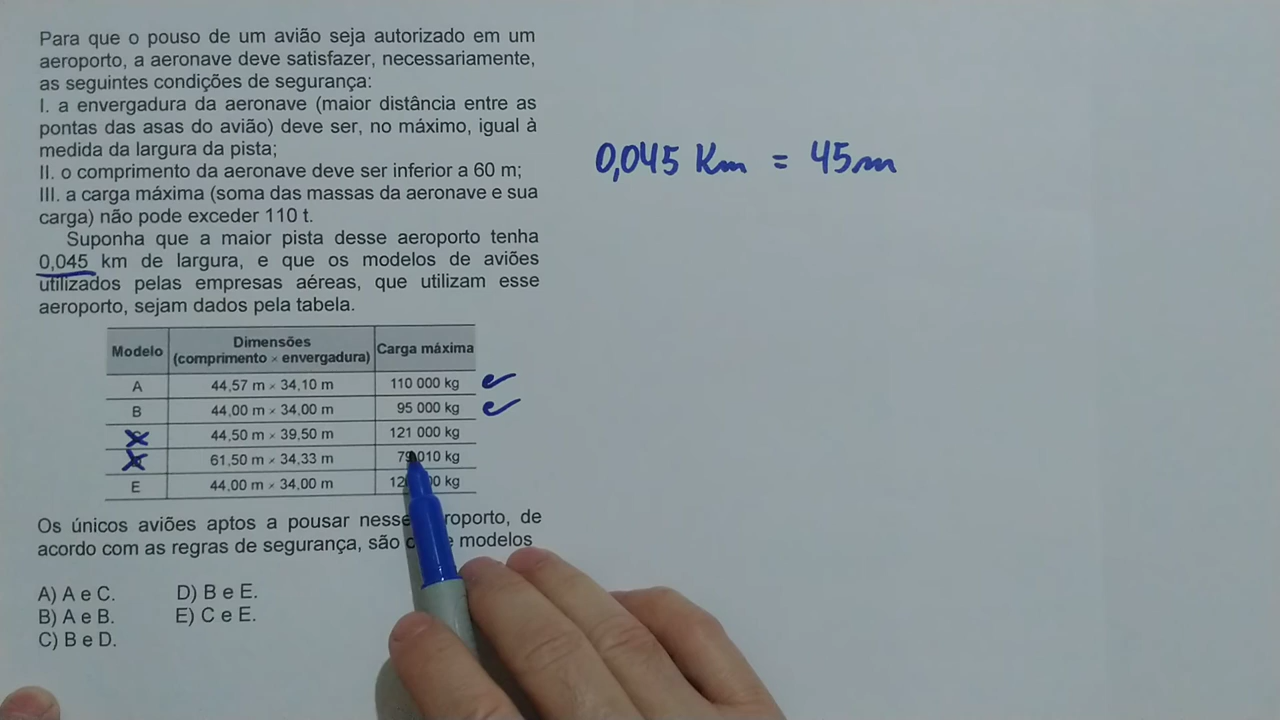 Para que o pouso de um avião seja autorizado em um
aeroporto, a aeronave deve satisfazer, necessariamente,
as seguintes condições de segurança:
I. a envergadura da aeronave (maior distância entre as
pontas das asas do avião) deve ser, no máximo, igual à
medida da largura da pista;
II. o comprimento da aeronave deve ser inferior a 60 m;
III. a carga máxima (soma das massas da aeronave e sua
carga) não pode exceder 110 t.
Suponha que a maior pista desse aeroporto tenha
0,045 km de largura, e que os modelos de aviões
utilizados pelas empresas aéreas, que utilizam esse
aeroporto, sejam dados pela tabela.
0,045 Km = 45m
Modelo Dimensões (comprimento × envergadura) Carga máxima
A 44,57 m × 34,10 m 110 000 kg
B 44,00 m × 34,00 m 95 000 kg
44,50 m × 39,50 m 121 000 kg
61,50 m × 34,33 m 79 010 kg
E 44,00 m × 34,00 m kg
Os únicos aviões aptos a pousar nesse de
acordo com as regras de segurança, são modelos
A) A e C. D) B e E.
B) A e B. E) C e E.
C) B e D.